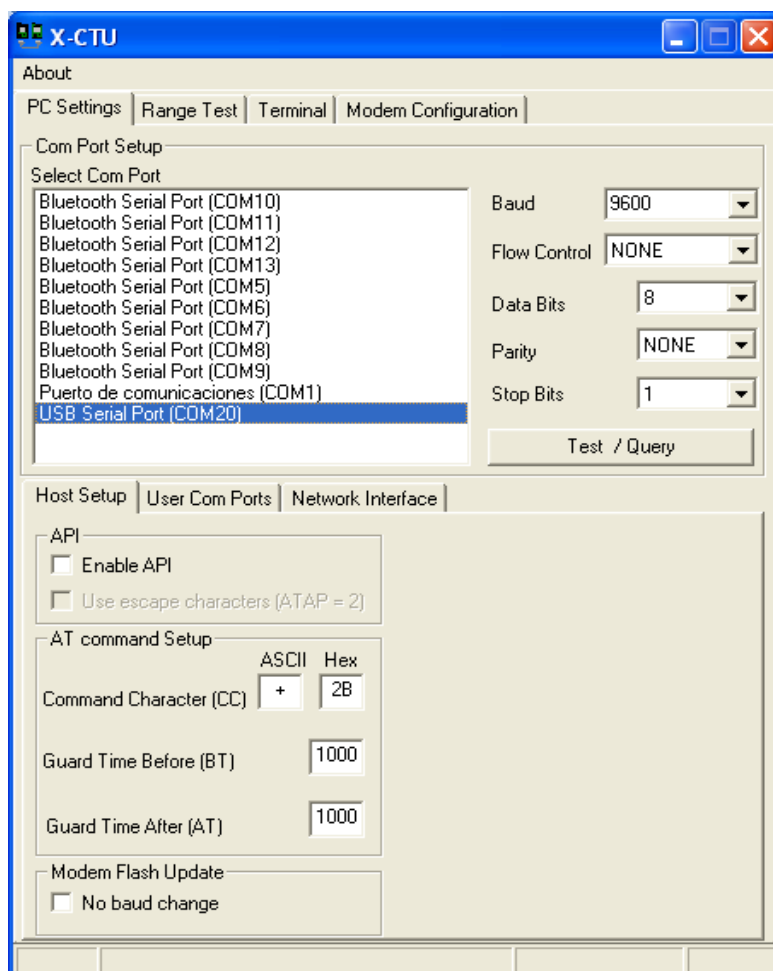 X-CTU
About
PC Settings Range Test Terminal Modem Configuration
Com Port Setup
Select Com Port
Bluetooth Serial Port (COM10)
Bluetooth Serial Port (COM11)
Bluetooth Serial Port (COM12)
Bluetooth Serial Port (COM13)
Bluetooth Serial Port (COM5)
Bluetooth Serial Port (COM6)
Bluetooth Serial Port (COM7)
Bluetooth Serial Port (COM8)
Bluetooth Serial Port (COM9)
Puerto de comunicaciones (COM1)
USB Serial Port (COM20)
Baud 9600
Flow Control NONE
Data Bits 8
Parity NONE
Stop Bits 1
Test / Query
Host Setup User Com Ports Network Interface
API
Enable API
Use escape characters (ATAP = 2)
AT command Setup
ASCII Hex
Command Character (CC) + 2B
Guard Time Before (BT) 1000
Guard Time After (AT) 1000
Modem Flash Update
No baud change